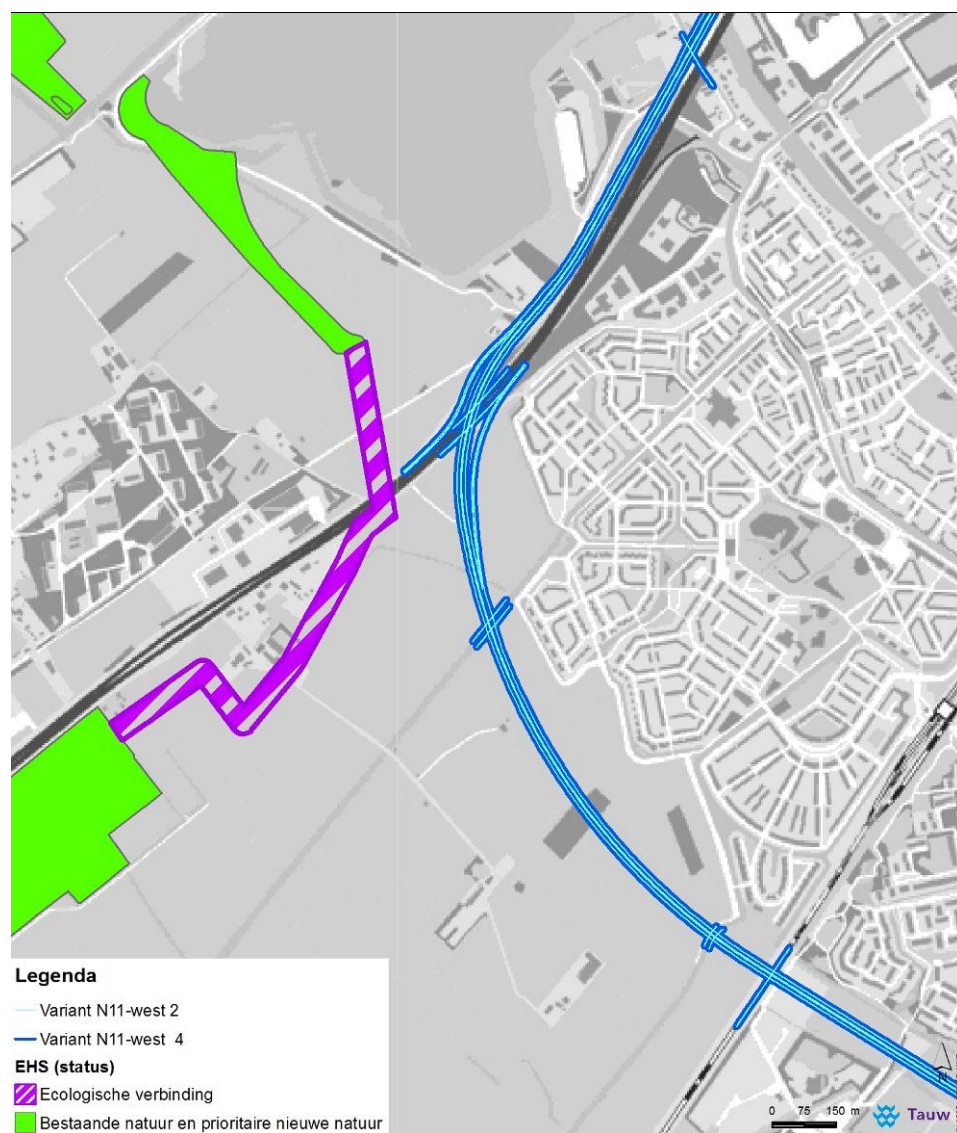 Legenda
Variant N11-west 2
Variant N11-west 4
EHS (status)
Ecologische verbinding
Bestaande natuur en prioritaire nieuwe natuur
N
0 75 150 m
Tauw